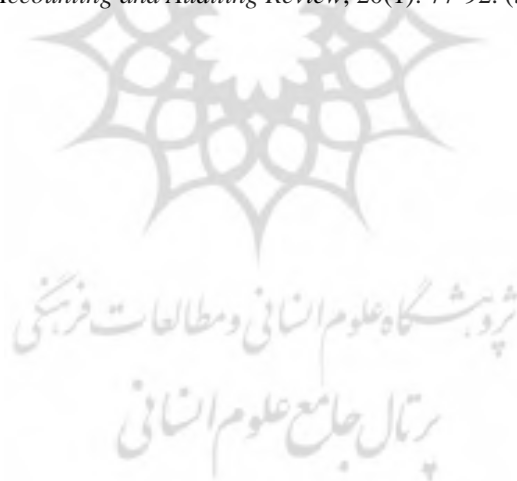 Accounting and Auditing Review, 20(1): 77-92. (
پژوهشگاه علوم انسانی و مطالعات فرهنگی
پرتال جامع علوم انسانی